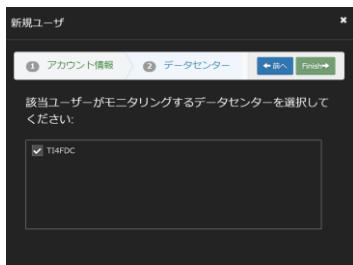 新規ユーザ ×
1 アカウント情報 2 データセンター ←前へ Finish→
該当ユーザーがモニタリングするデータセンターを選択して
ください:
TI4FDC